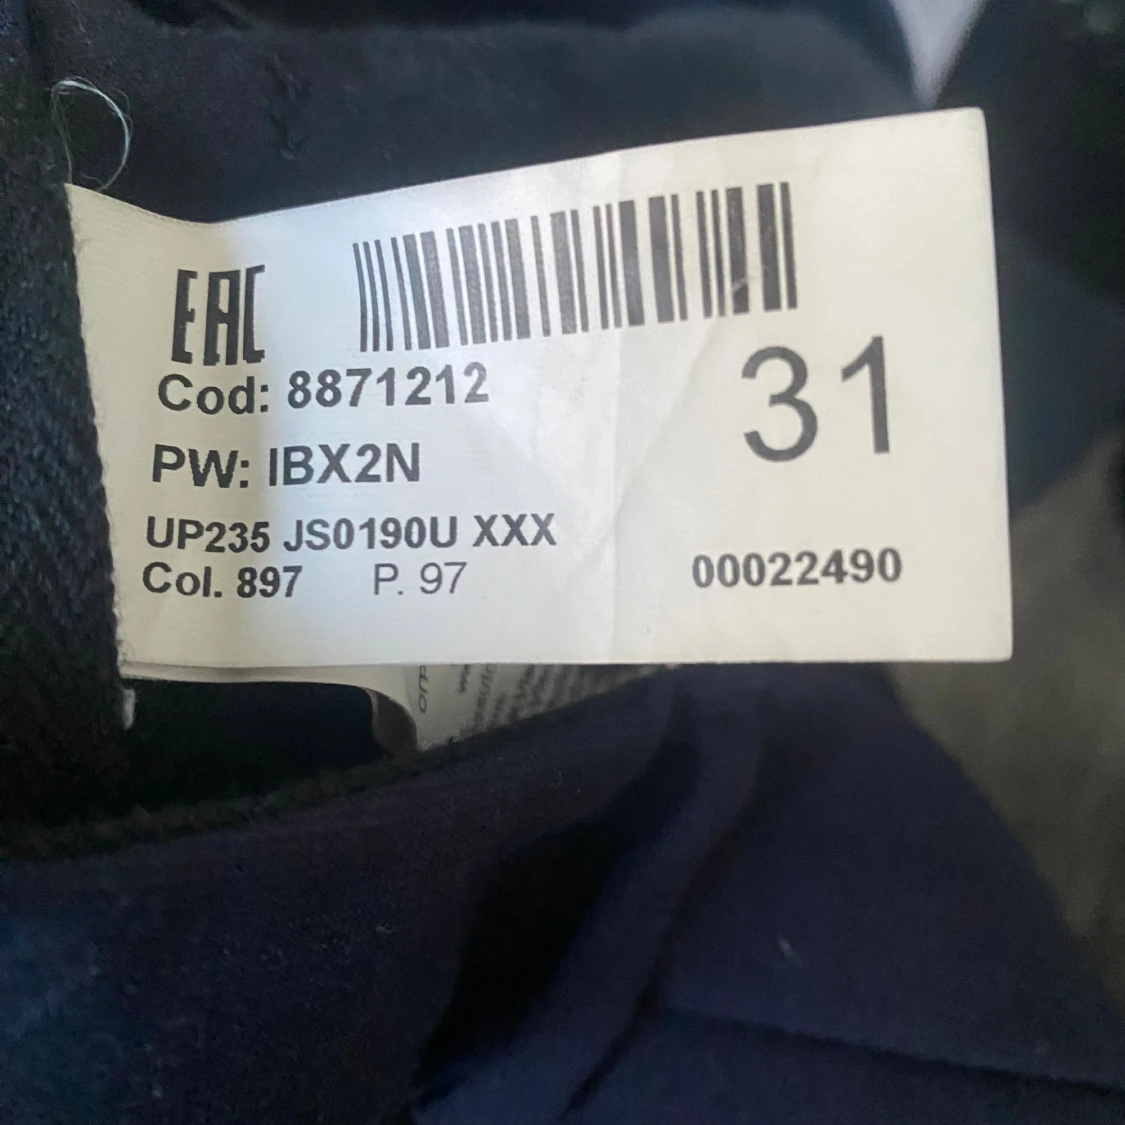 EAC
Cod: 8871212
31
PW: IBX2N
UP235 JS0190U XXX
Col. 897 P. 97
00022490